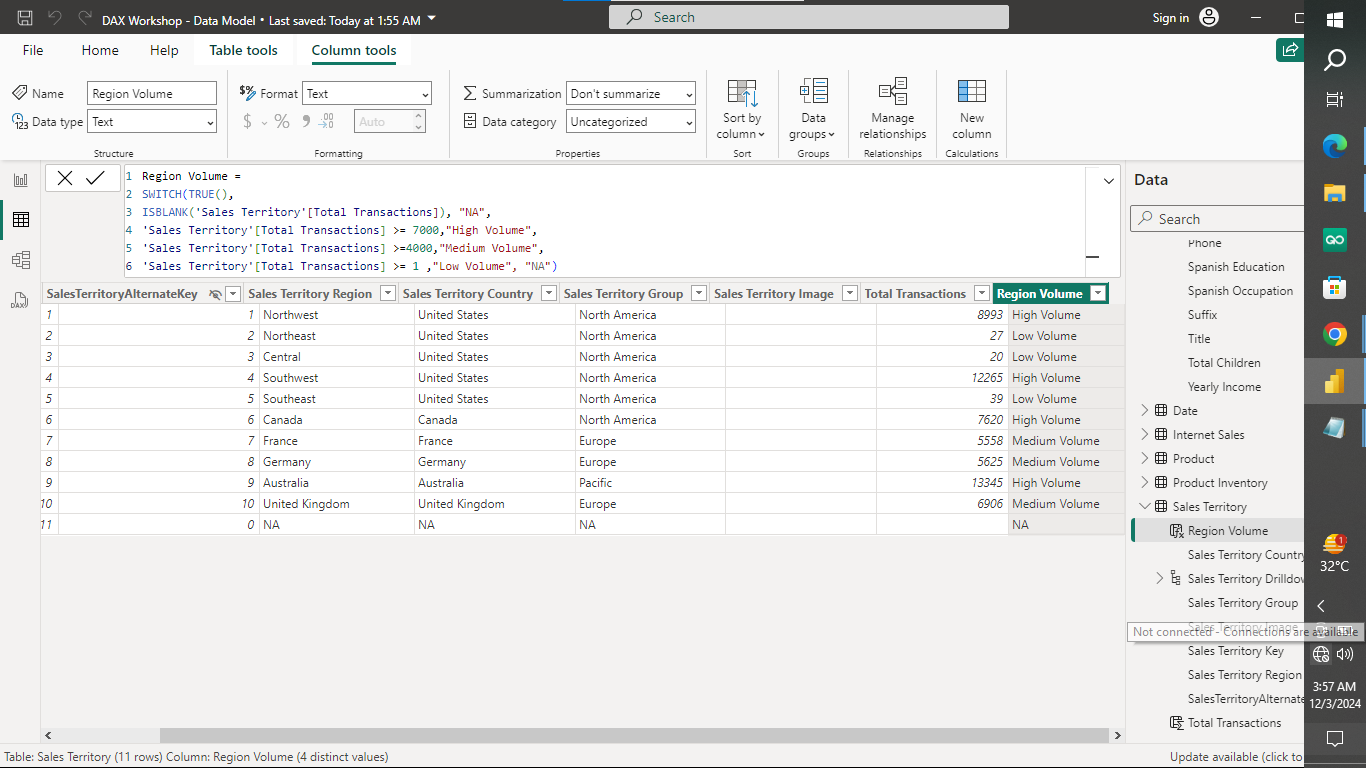 DAX Workshop - Data Model • Last saved: Today at 1:55 AM
Search
Sign in
File Home Help Table tools Column tools
Name Region Volume
Data type Text
Structure
Format Text
$ % 9 .00
Auto
Formatting
Summarization Don't summarize
Data category Uncategorized
Properties
Sort by column
Sort
Data groups
Groups
Manage relationships
Relationships
New column
Calculations
1 Region Volume =
2 SWITCH(TRUE(),
3 ISBLANK('Sales Territory'[Total Transactions]), "NA",
4 'Sales Territory'[Total Transactions] >= 7000,"High Volume",
5 'Sales Territory'[Total Transactions] >=4000,"Medium Volume",
6 'Sales Territory'[Total Transactions] >= 1 ,"Low Volume", "NA")
SalesTerritoryAlternateKey Sales Territory Region Sales Territory Country Sales Territory Group Sales Territory Image Total Transactions Region Volume
1 1 Northwest United States North America 8993 High Volume
2 2 Northeast United States North America 27 Low Volume
3 3 Central United States North America 20 Low Volume
4 4 Southwest United States North America 12265 High Volume
5 5 Southeast United States North America 39 Low Volume
6 6 Canada Canada North America 7620 High Volume
7 7 France France Europe 5558 Medium Volume
8 8 Germany Germany Europe 5625 Medium Volume
9 9 Australia Australia Pacific 13345 High Volume
10 10 United Kingdom United Kingdom Europe 6906 Medium Volume
11 0 NA NA NA NA
Data
Search
Phone
Spanish Education
Spanish Occupation
Suffix
Title
Total Children
Yearly Income
Date
Internet Sales
Product
Product Inventory
Sales Territory
Region Volume
Sales Territory Country
Sales Territory Drilldo
Sales Territory Group
Sales Territory Image
Not connected - Connections are available
Sales Territory Key
Sales Territory Region
SalesTerritoryAlternate
Total Transactions
Table: Sales Territory (11 rows) Column: Region Volume (4 distinct values)
Update available (click to
1
32°C
3:57 AM
12/3/2024